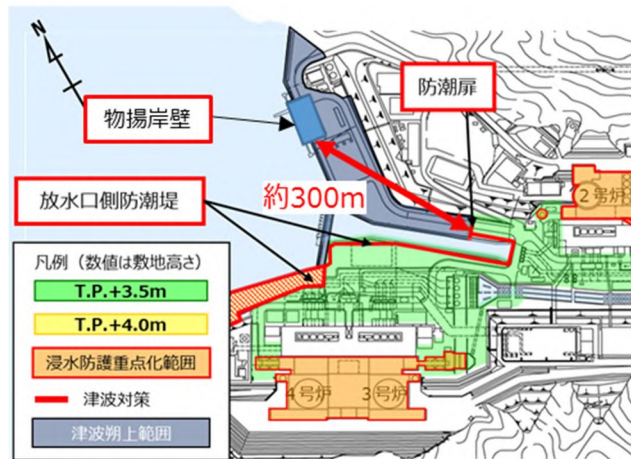 N
防潮扉
物揚岸壁
2号炉
放水口側防潮堤
約300m
凡例（数値は敷地高さ）
T.P.+3.5m
T.P.+4.0m
浸水防護重点化範囲
津波対策
津波朔上範囲
4号炉
3号炉